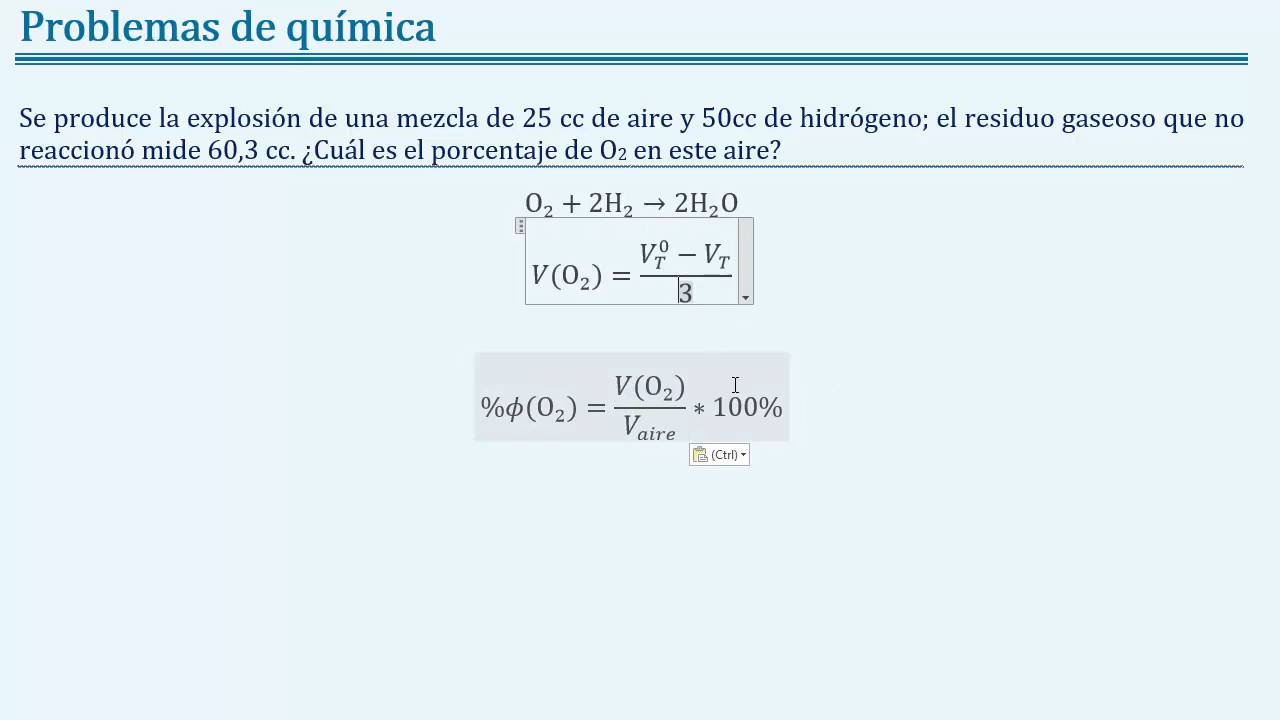 Problemas de química
Se produce la explosión de una mezcla de 25 cc de aire y 50cc de hidrógeno; el residuo gaseoso que no
reaccionó mide 60,3 cc. ¿Cuál es el porcentaje de O₂ en este aire?
O₂ + 2H₂ → 2H₂O
V(O₂) = (V_T^0 − V_T)/3
%ϕ(O₂) = V(O₂)/V_aire * 100%
(Ctrl)